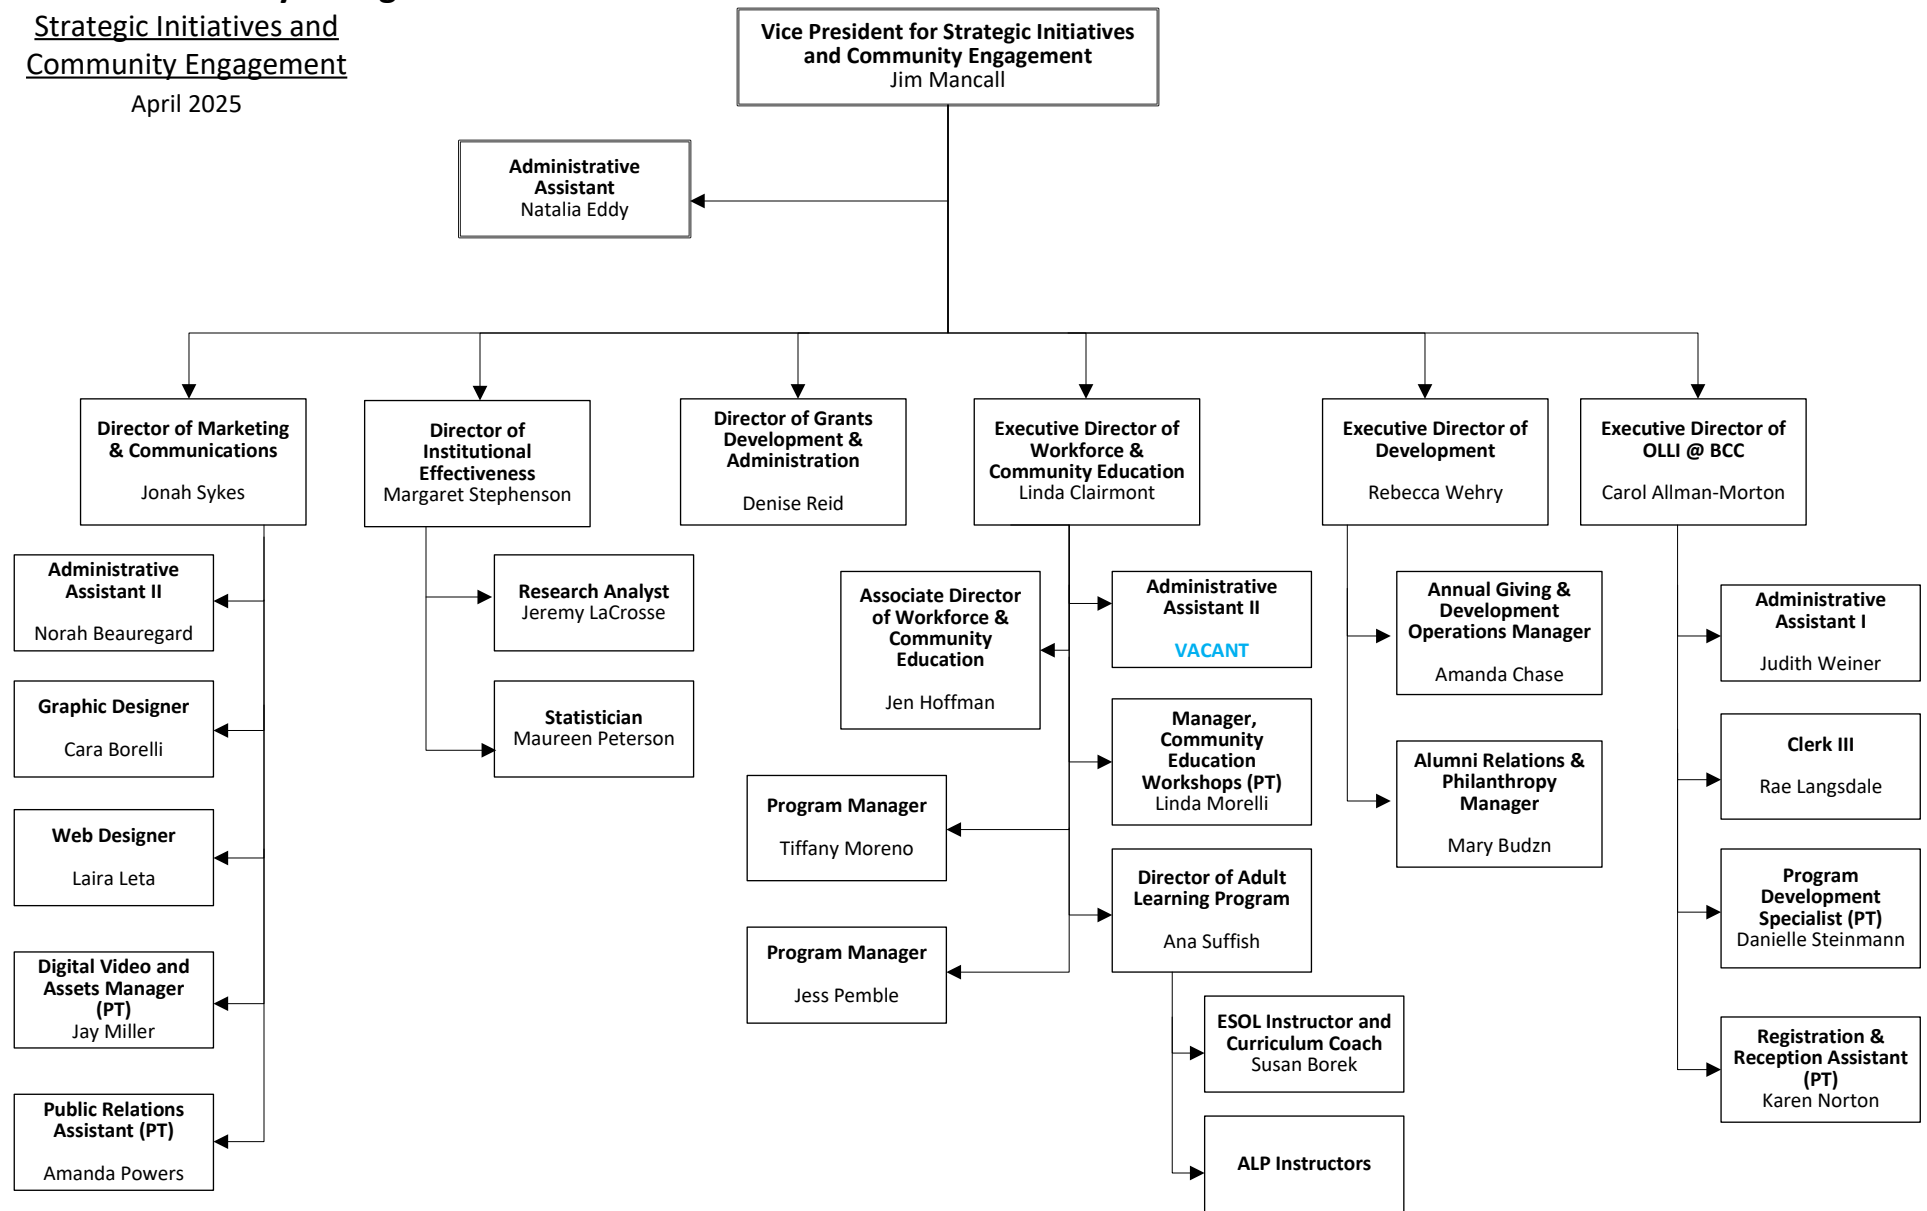 Strategic Initiatives and
Community Engagement
April 2025
Vice President for Strategic Initiatives
and Community Engagement
Jim Mancall
Administrative
Assistant
Natalia Eddy
Director of Marketing
& Communications
Jonah Sykes
Director of
Institutional
Effectiveness
Margaret Stephenson
Director of Grants
Development &
Administration
Denise Reid
Executive Director of
Workforce &
Community Education
Linda Clairmont
Executive Director of
Development
Rebecca Wehry
Executive Director of
OLLI @ BCC
Carol Allman-Morton
Administrative
Assistant II
Norah Beauregard
Graphic Designer
Cara Borelli
Web Designer
Laira Leta
Digital Video and
Assets Manager
(PT)
Jay Miller
Public Relations
Assistant (PT)
Amanda Powers
Research Analyst
Jeremy LaCrosse
Statistician
Maureen Peterson
Associate Director
of Workforce &
Community
Education
Jen Hoffman
Program Manager
Tiffany Moreno
Program Manager
Jess Pemble
Administrative
Assistant II
VACANT
Manager,
Community
Education
Workshops (PT)
Linda Morelli
Director of Adult
Learning Program
Ana Suffish
ESOL Instructor and
Curriculum Coach
Susan Borek
ALP Instructors
Annual Giving &
Development
Operations Manager
Amanda Chase
Alumni Relations &
Philanthropy
Manager
Mary Budzn
Administrative
Assistant I
Judith Weiner
Clerk III
Rae Langsdale
Program
Development
Specialist (PT)
Danielle Steinmann
Registration &
Reception Assistant
(PT)
Karen Norton